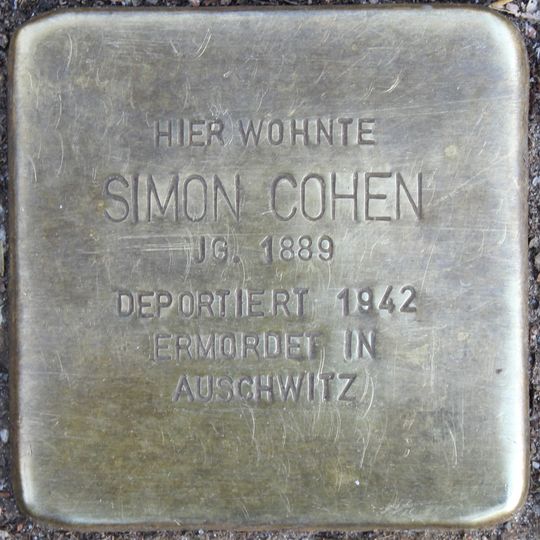 HIER WOHNTE
SIMON COHEN
JG. 1889
DEPORTIERT 1942
ERMORDET IN
AUSCHWITZ